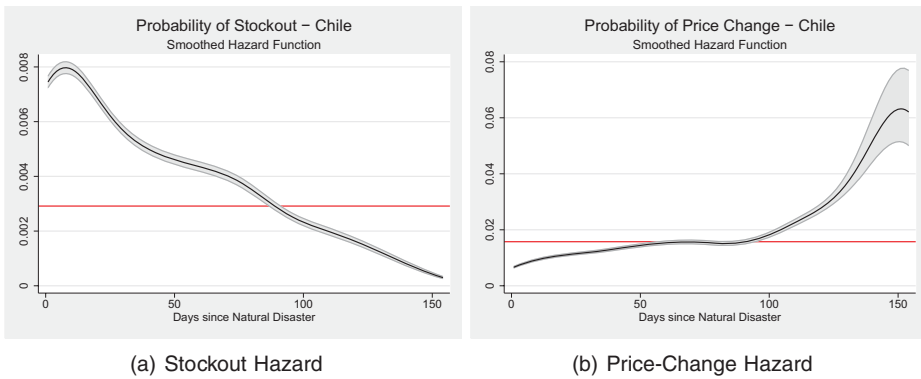 Probability of Stockout − Chile
Smoothed Hazard Function
0.008
0.006
0.004
0.002
0
0 50 100 150
Days since Natural Disaster
(a) Stockout Hazard
Probability of Price Change − Chile
Smoothed Hazard Function
0.08
0.06
0.04
0.02
0
0 50 100 150
Days since Natural Disaster
(b) Price-Change Hazard